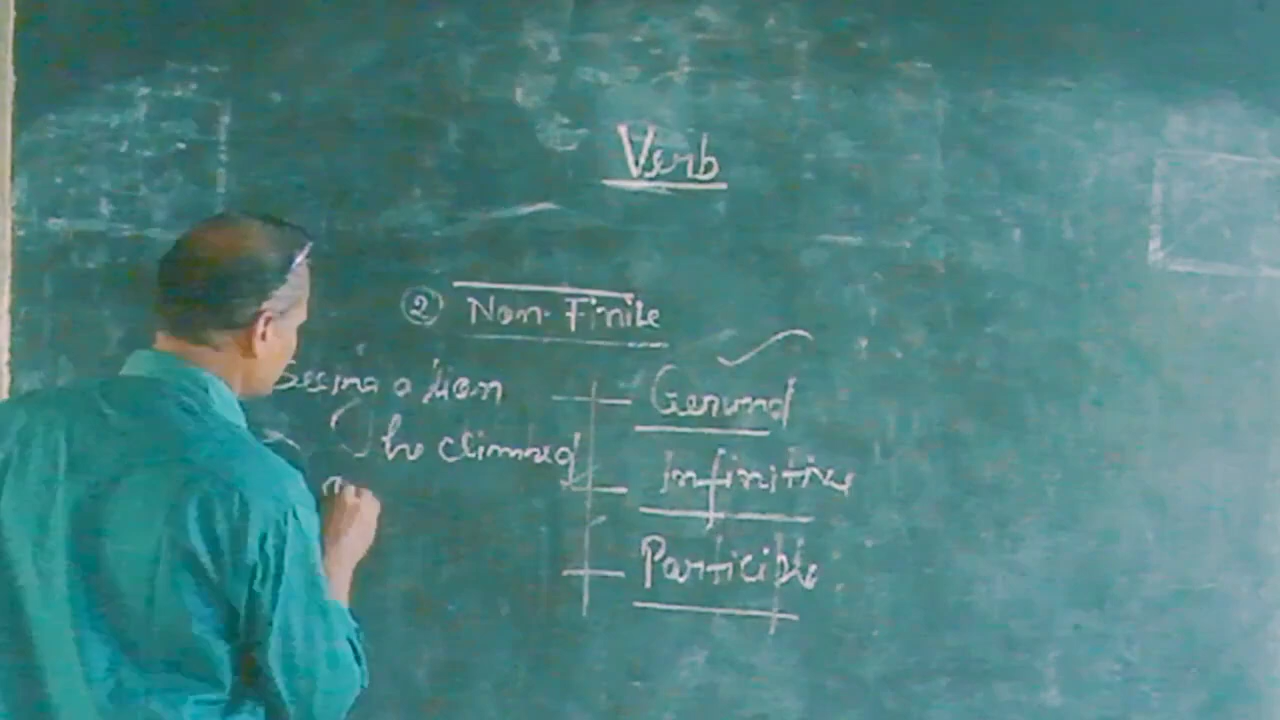 Verb
② Non-Finite
Seeing a lion
he climbed
Gerund
Infinitive
Participle